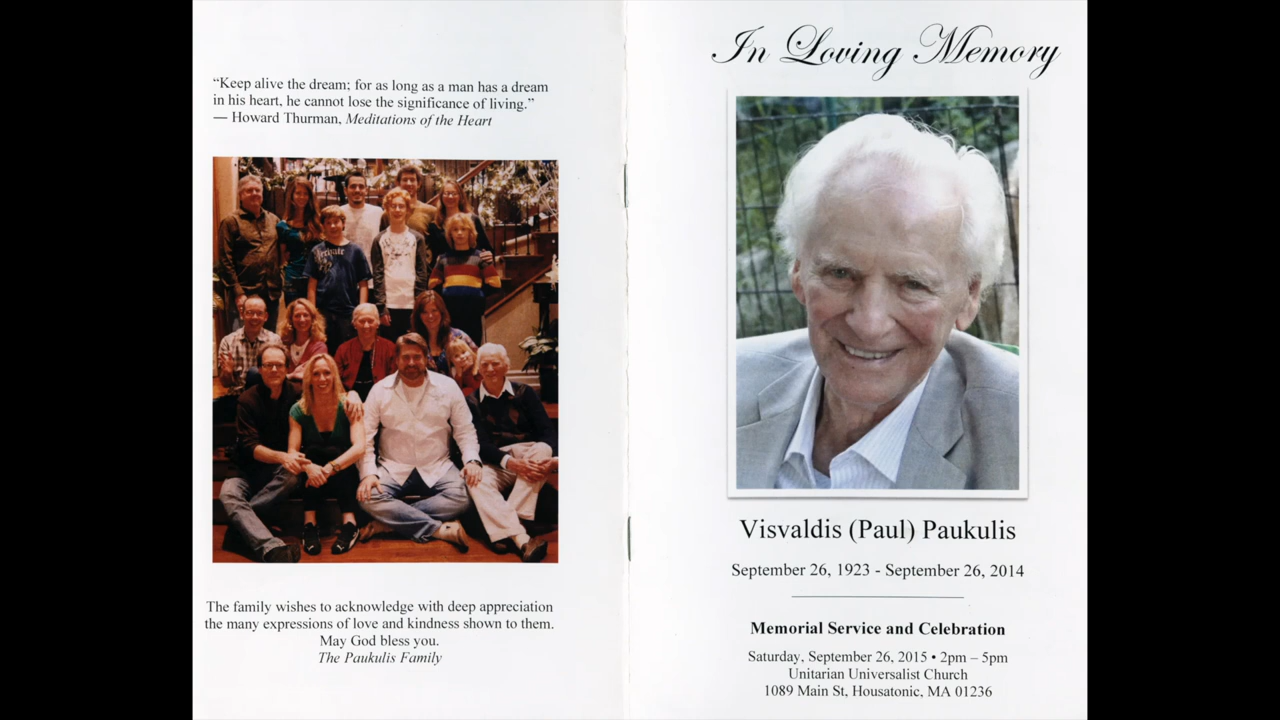 “Keep alive the dream; for as long as a man has a dream
in his heart, he cannot lose the significance of living.”
— Howard Thurman, Meditations of the Heart
The family wishes to acknowledge with deep appreciation
the many expressions of love and kindness shown to them.
May God bless you.
The Paukulis Family
In Loving Memory
Visvaldis (Paul) Paukulis
September 26, 1923 - September 26, 2014
Memorial Service and Celebration
Saturday, September 26, 2015 • 2pm – 5pm
Unitarian Universalist Church
1089 Main St, Housatonic, MA 01236